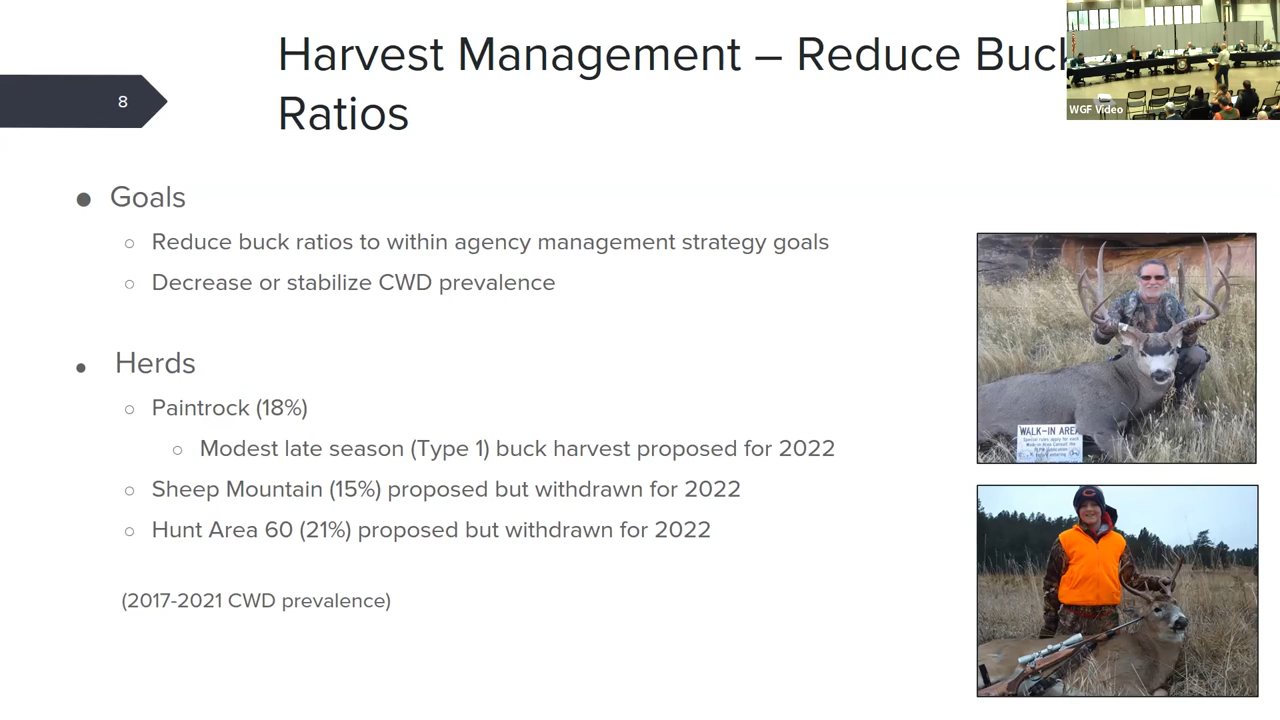 Harvest Management – Reduce Buck
Ratios
8
WGF Video
● Goals
○ Reduce buck ratios to within agency management strategy goals
○ Decrease or stabilize CWD prevalence
● Herds
○ Paintrock (18%)
○ Modest late season (Type 1) buck harvest proposed for 2022
○ Sheep Mountain (15%) proposed but withdrawn for 2022
○ Hunt Area 60 (21%) proposed but withdrawn for 2022
(2017-2021 CWD prevalence)
WALK-IN AREA